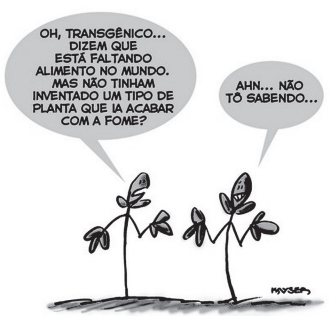 OH, TRANSGÊNICO...
DIZEM QUE
ESTÁ FALTANDO
ALIMENTO NO MUNDO.
MAS NÃO TINHAM
INVENTADO UM TIPO DE
PLANTA QUE IA ACABAR
COM A FOME?
AHN... NÃO
TÔ SABENDO...
KAYSER